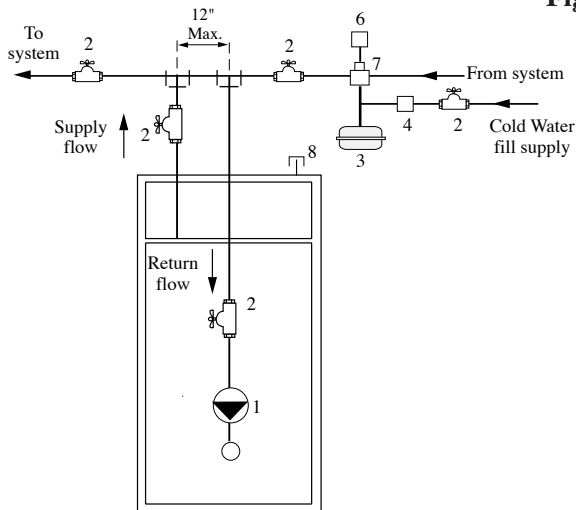 Fig
12"
Max.
To
system
2
2
6
7
From system
Supply
flow
2
3
4
2
Cold Water
fill supply
8
Return
flow
2
1